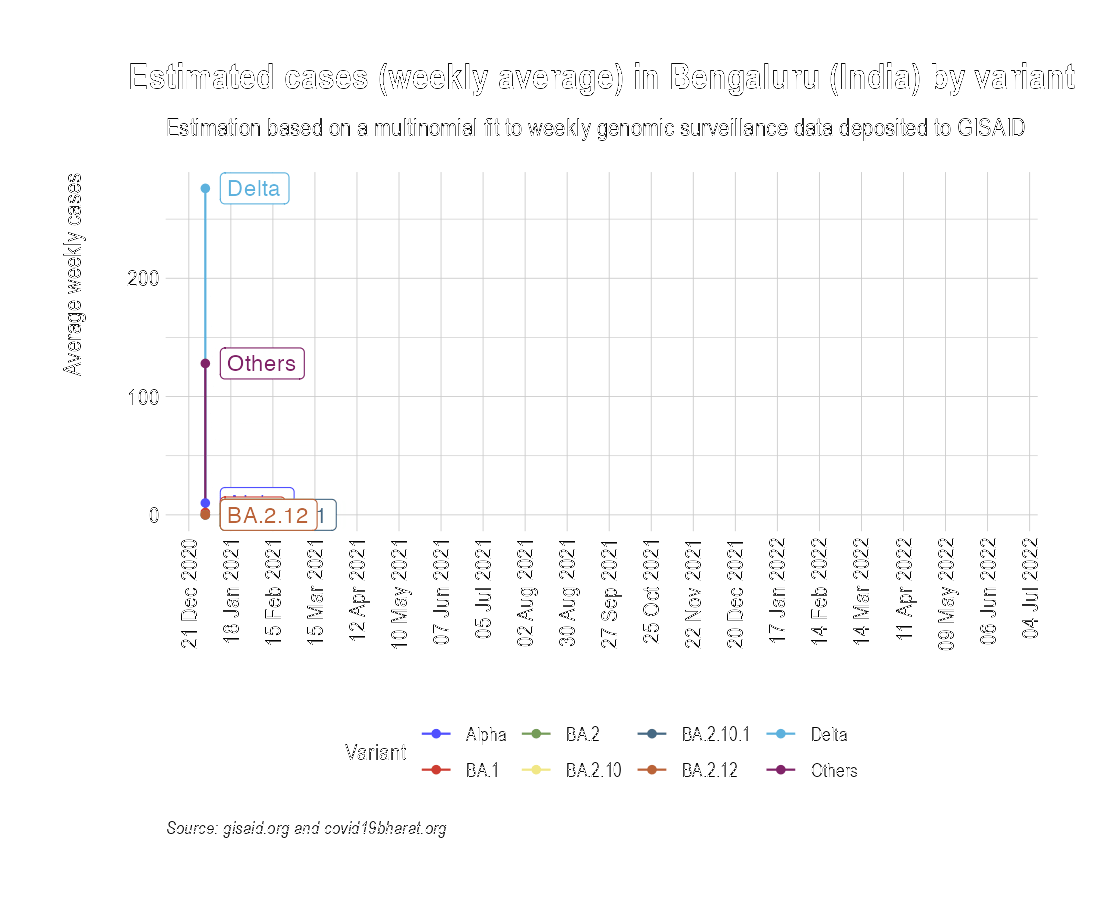 Estimated cases (weekly average) in Bengaluru (India) by variant
Estimation based on a multinomial fit to weekly genomic surveillance data deposited to GISAID
Average weekly cases
200
100
0
Delta
Others
BA.2.12
1
21 Dec 2020
18 Jan 2021
15 Feb 2021
15 Mar 2021
12 Apr 2021
10 May 2021
07 Jun 2021
05 Jul 2021
02 Aug 2021
30 Aug 2021
27 Sep 2021
25 Oct 2021
22 Nov 2021
20 Dec 2021
17 Jan 2022
14 Feb 2022
14 Mar 2022
11 Apr 2022
09 May 2022
06 Jun 2022
04 Jul 2022
Variant
Alpha BA.2 BA.2.10.1 Delta
BA.1 BA.2.10 BA.2.12 Others
Source: gisaid.org and covid19bharat.org